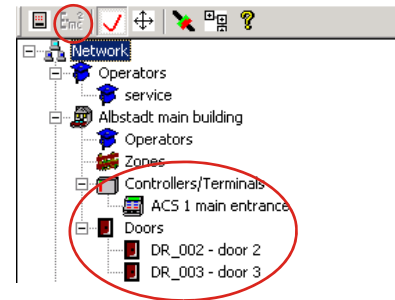 Emc2
Network
Operators
service
Albstadt main building
Operators
Zones
Controllers/Terminals
ACS 1 main entrance
Doors
DR_002 - door 2
DR_003 - door 3